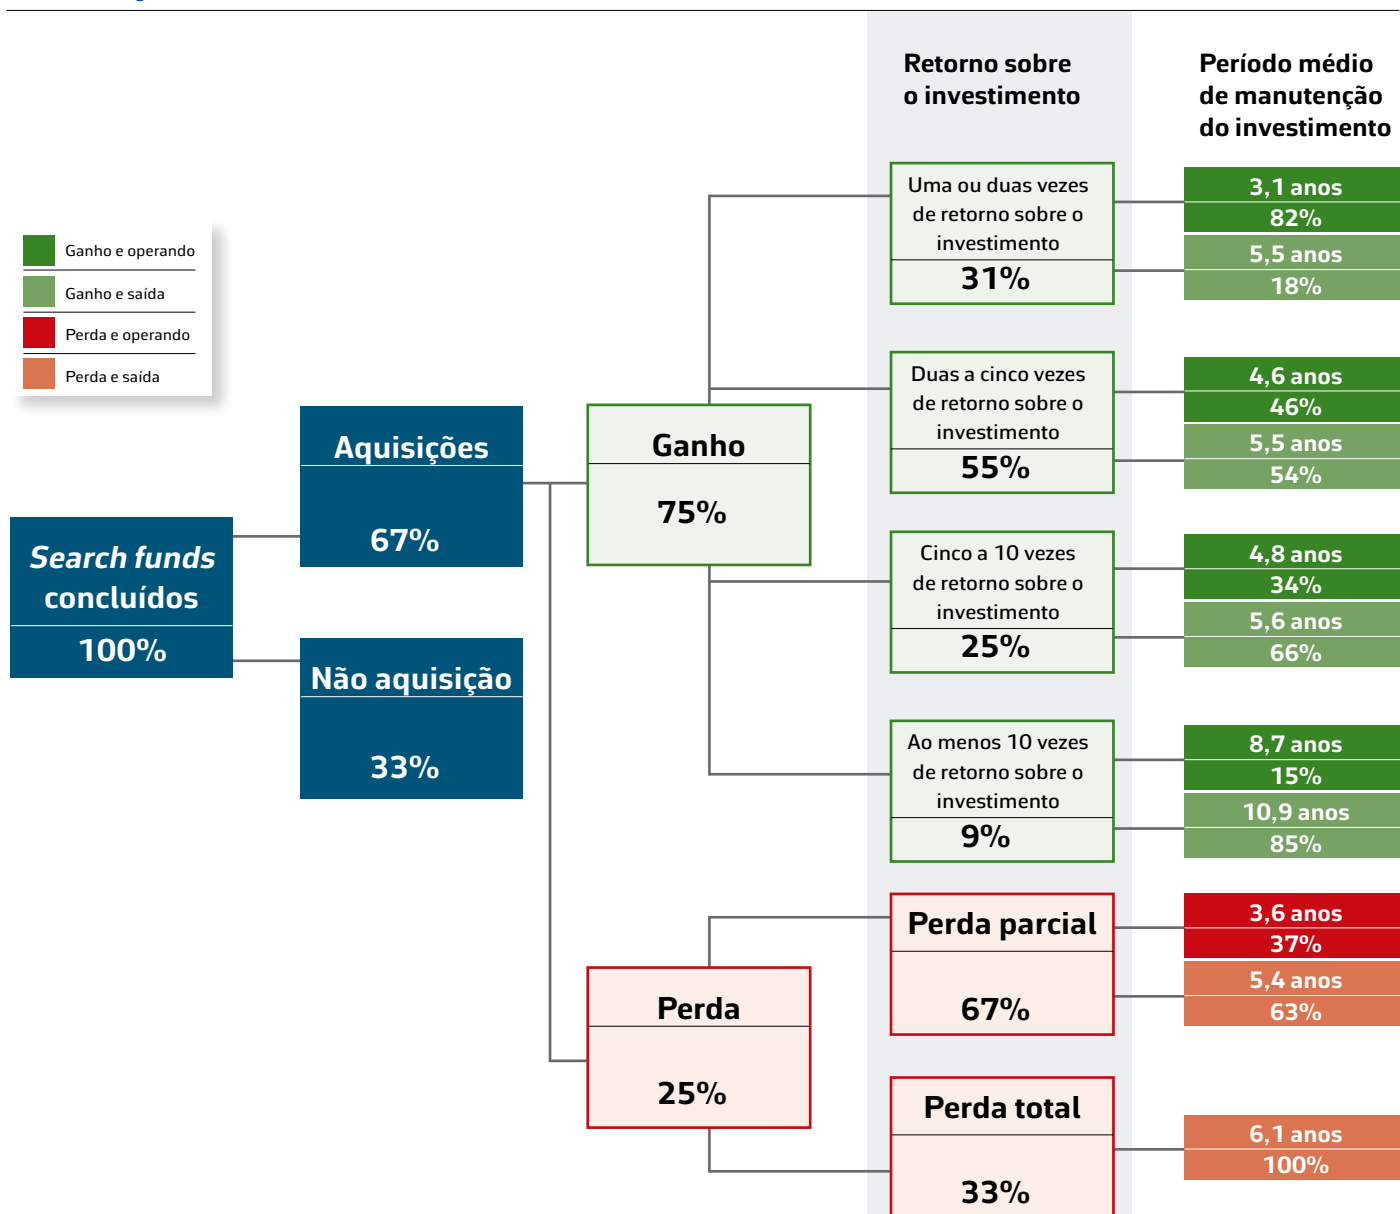 Retorno sobre
o investimento
Período médio
de manutenção
do investimento
Ganho e operando
Ganho e saída
Perda e operando
Perda e saída
Search funds
concluídos
100%
Aquisições
67%
Não aquisição
33%
Ganho
75%
Perda
25%
Uma ou duas vezes
de retorno sobre o
investimento
31%
3,1 anos
82%
5,5 anos
18%
Duas a cinco vezes
de retorno sobre o
investimento
55%
4,6 anos
46%
5,5 anos
54%
Cinco a 10 vezes
de retorno sobre o
investimento
25%
4,8 anos
34%
5,6 anos
66%
Ao menos 10 vezes
de retorno sobre o
investimento
9%
8,7 anos
15%
10,9 anos
85%
Perda parcial
67%
3,6 anos
37%
5,4 anos
63%
Perda total
33%
6,1 anos
100%